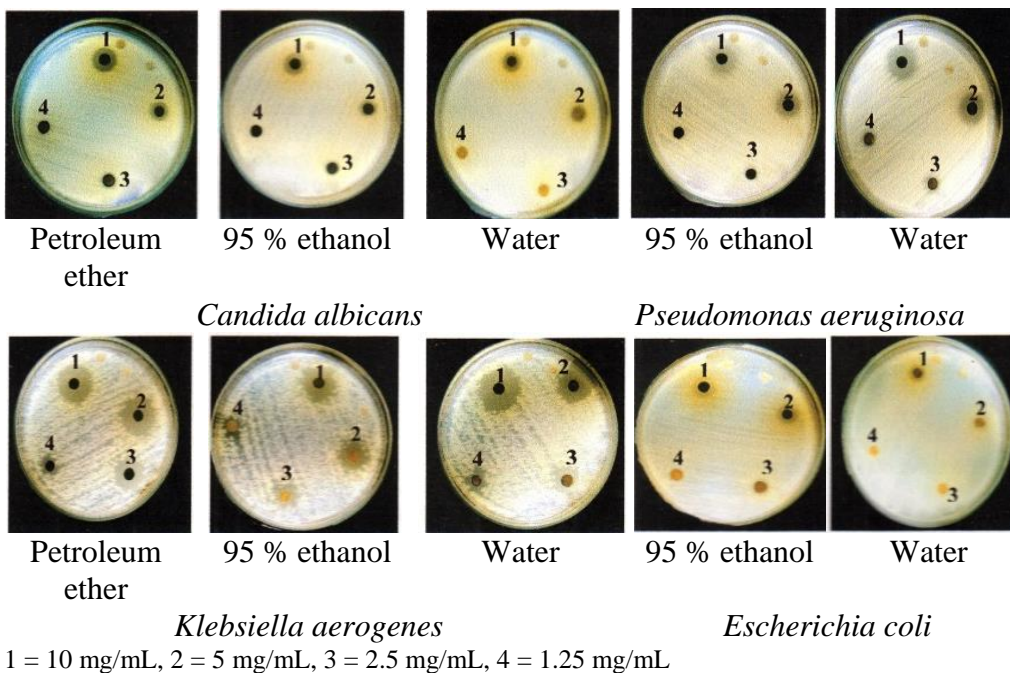 1 2 3 4
1 2 3 4
1 2 3 4
1 2 3 4
1 2 3 4
Petroleum ether
95 % ethanol
Water
95 % ethanol
Water
Candida albicans
Pseudomonas aeruginosa
1 2 3 4
1 2 3 4
1 2 3 4
1 2 3 4
1 2 3 4
Petroleum ether
95 % ethanol
Water
95 % ethanol
Water
Klebsiella aerogenes
Escherichia coli
1 = 10 mg/mL, 2 = 5 mg/mL, 3 = 2.5 mg/mL, 4 = 1.25 mg/mL